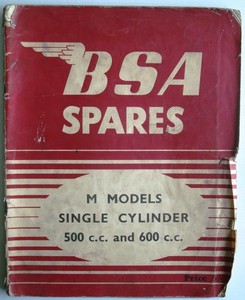 BSA
SPARES
M MODELS
SINGLE CYLINDER
500 c.c. and 600 c.c.
Price